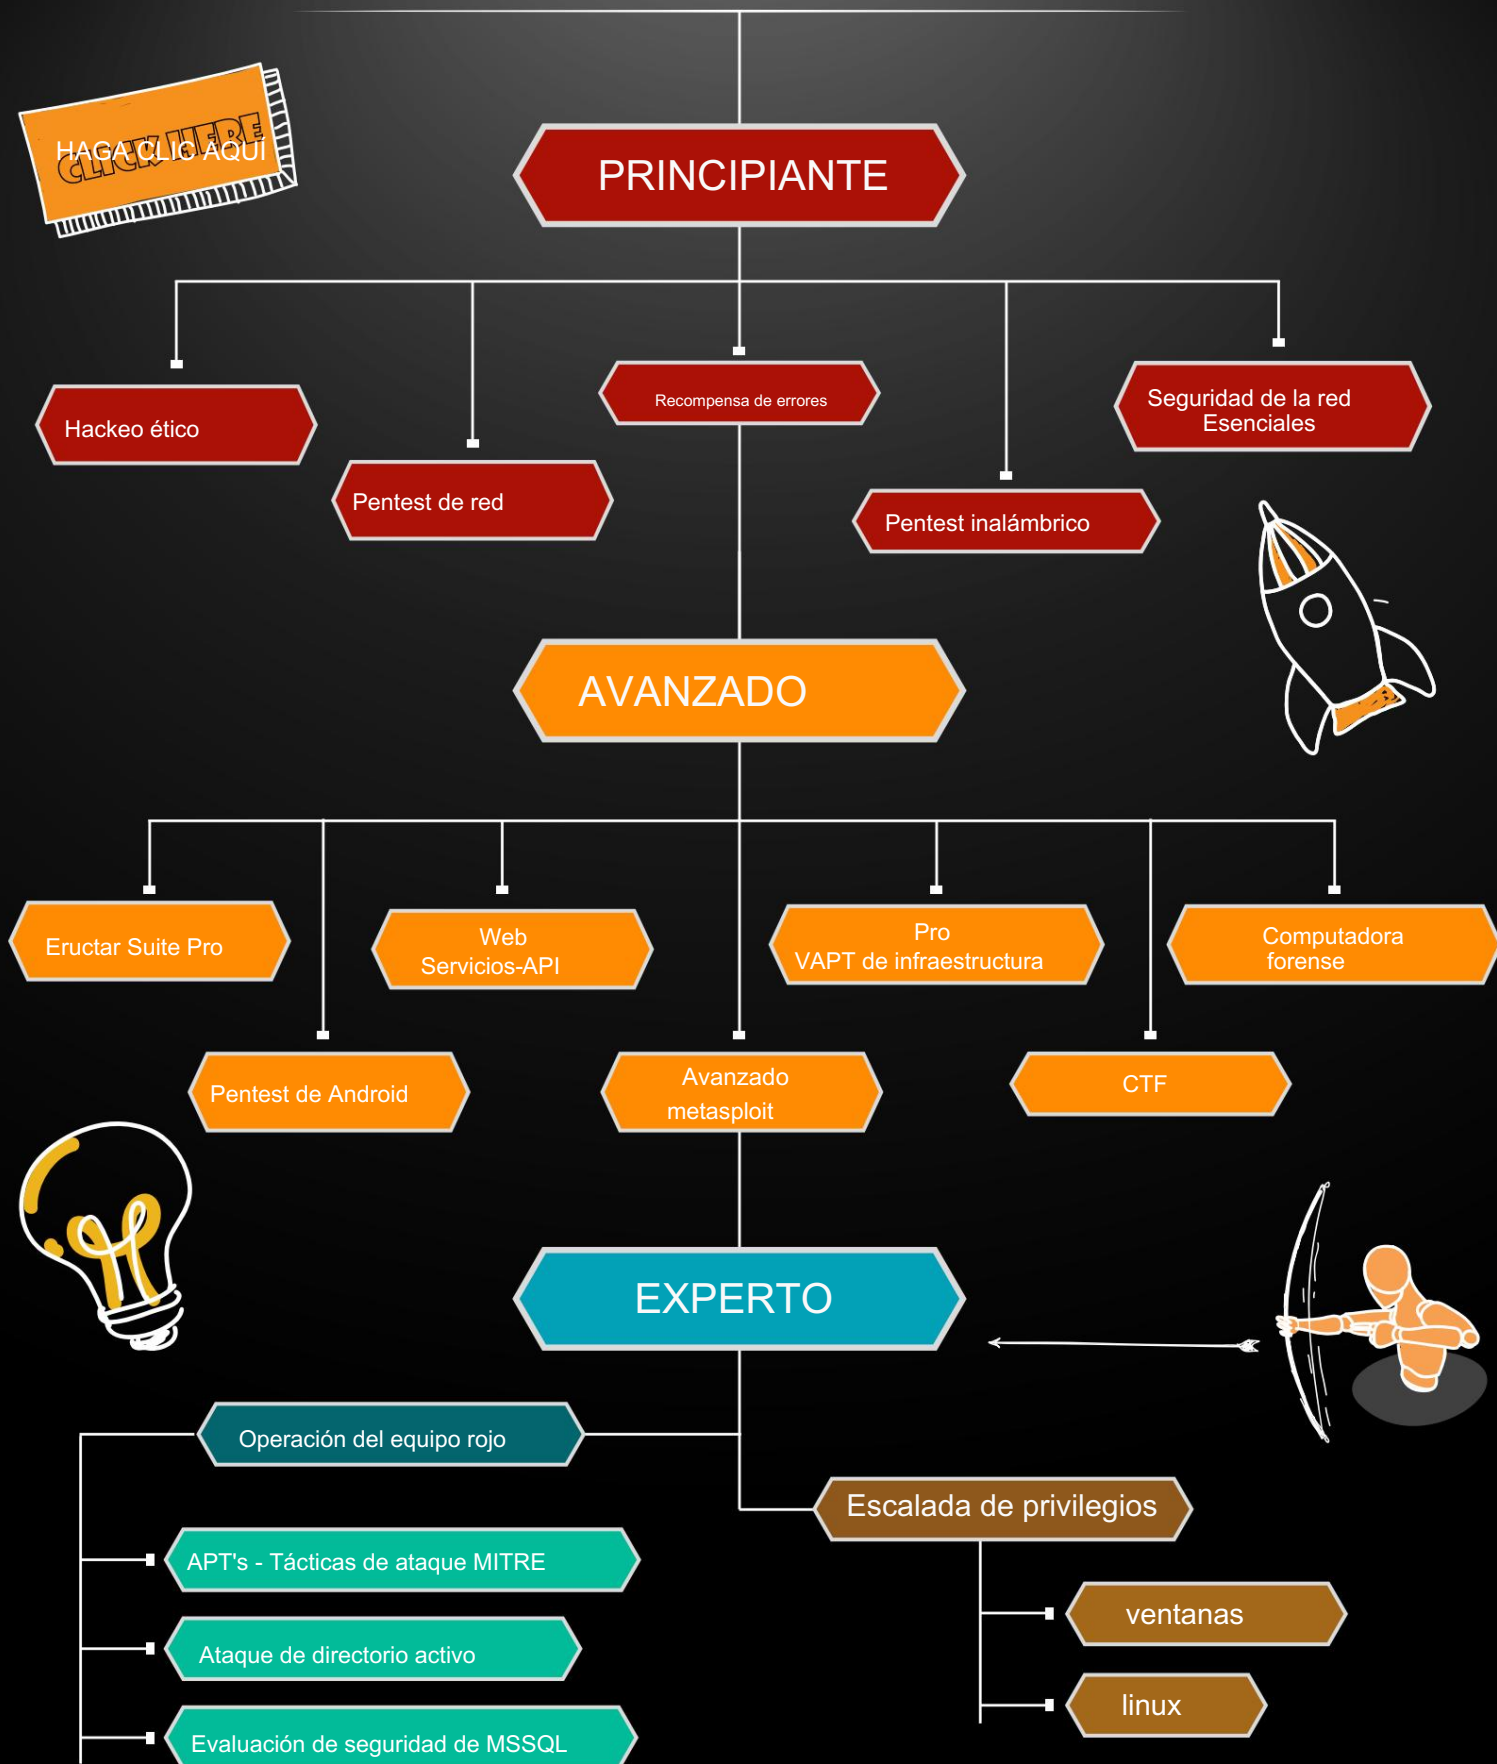 HAGA CLIC AQUÍ
CLICK HERE
PRINCIPIANTE
Hackeo ético
Pentest de red
Recompensa de errores
Pentest inalámbrico
Seguridad de la red
Esenciales
AVANZADO
Eructar Suite Pro
Web
Servicios-API
Pro
VAPT de infraestructura
Computadora
forense
Pentest de Android
Avanzado
metasploit
CTF
EXPERTO
Operación del equipo rojo
Escalada de privilegios
APT's - Tácticas de ataque MITRE
ventanas
Ataque de directorio activo
linux
Evaluación de seguridad de MSSQL